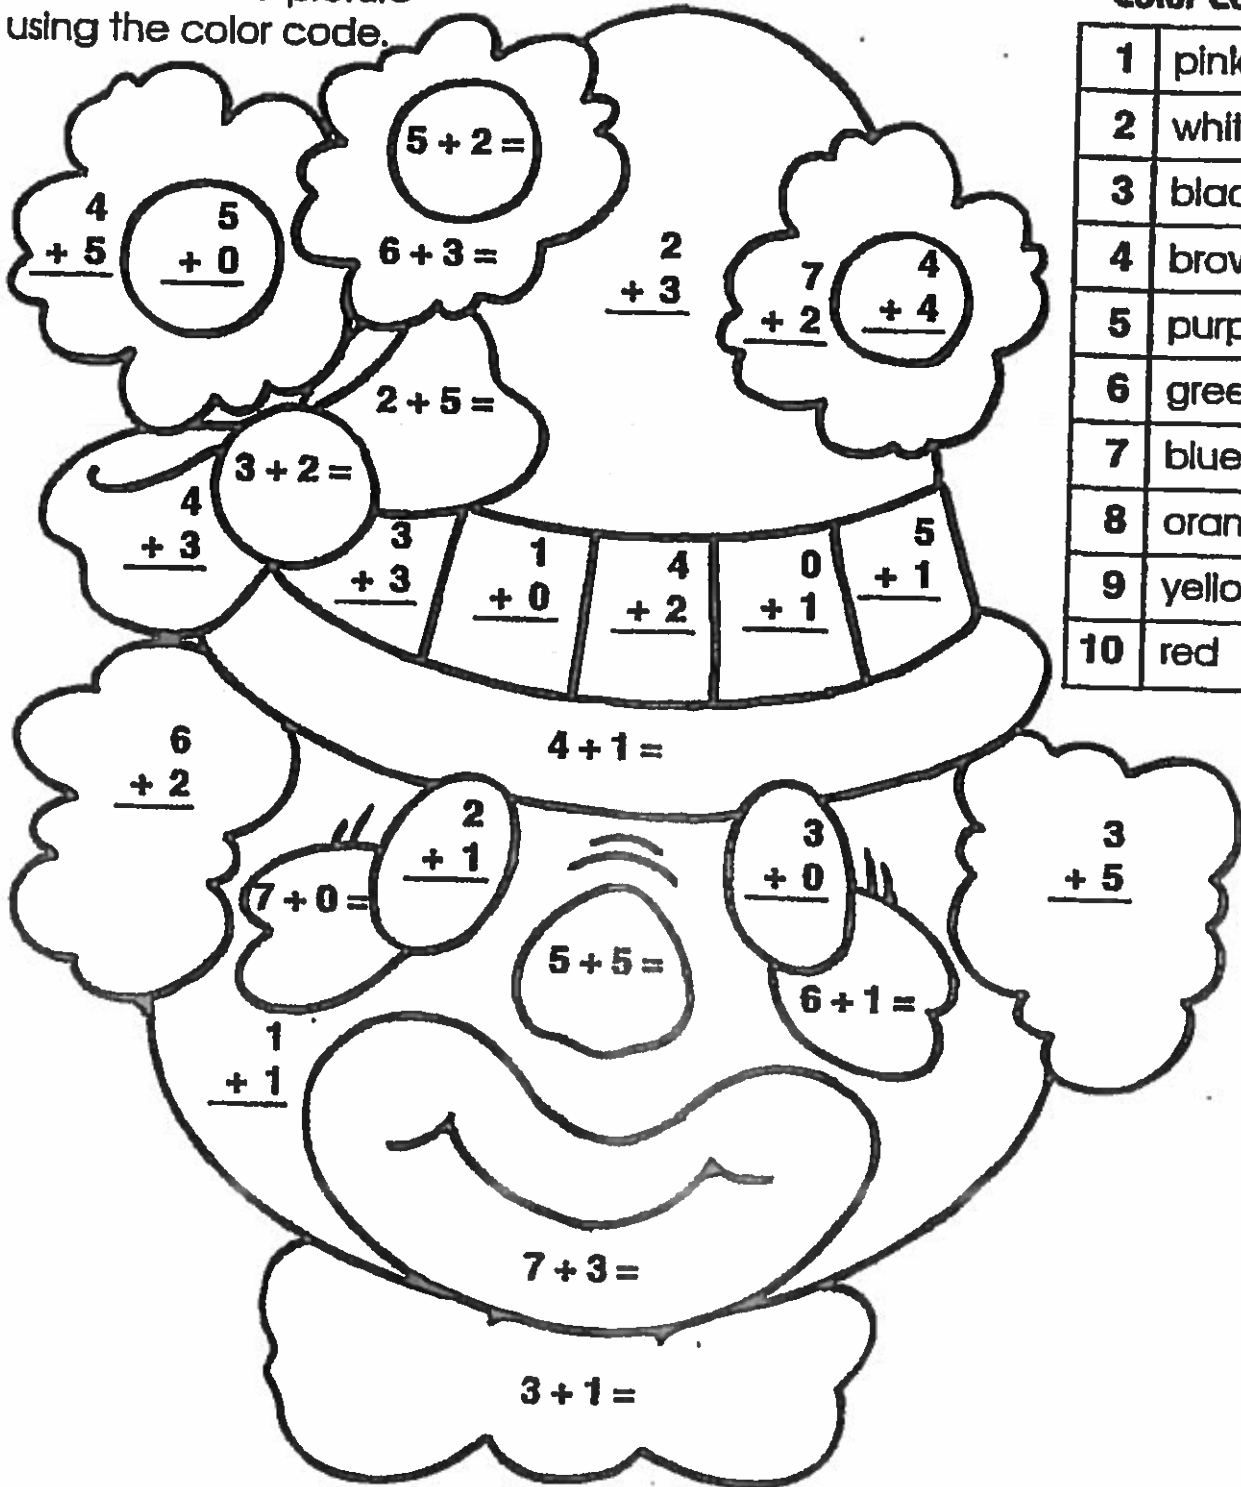 using the color code.
1 pink
2
3
4
5
6
7 blue
8
9
10 red
5 + 2 =
4
+ 5
5
+ 0
6 + 3 =
2
+ 3
7
+ 2
4
+ 4
2 + 5 =
3 + 2 =
4
+ 3
3
+ 3
1
+ 0
4
+ 2
0
+ 1
5
+ 1
4 + 1 =
6
+ 2
2
+ 1
3
+ 0
3
+ 5
7 + 0 =
5 + 5 =
6 + 1 =
1
+ 1
7 + 3 =
3 + 1 =